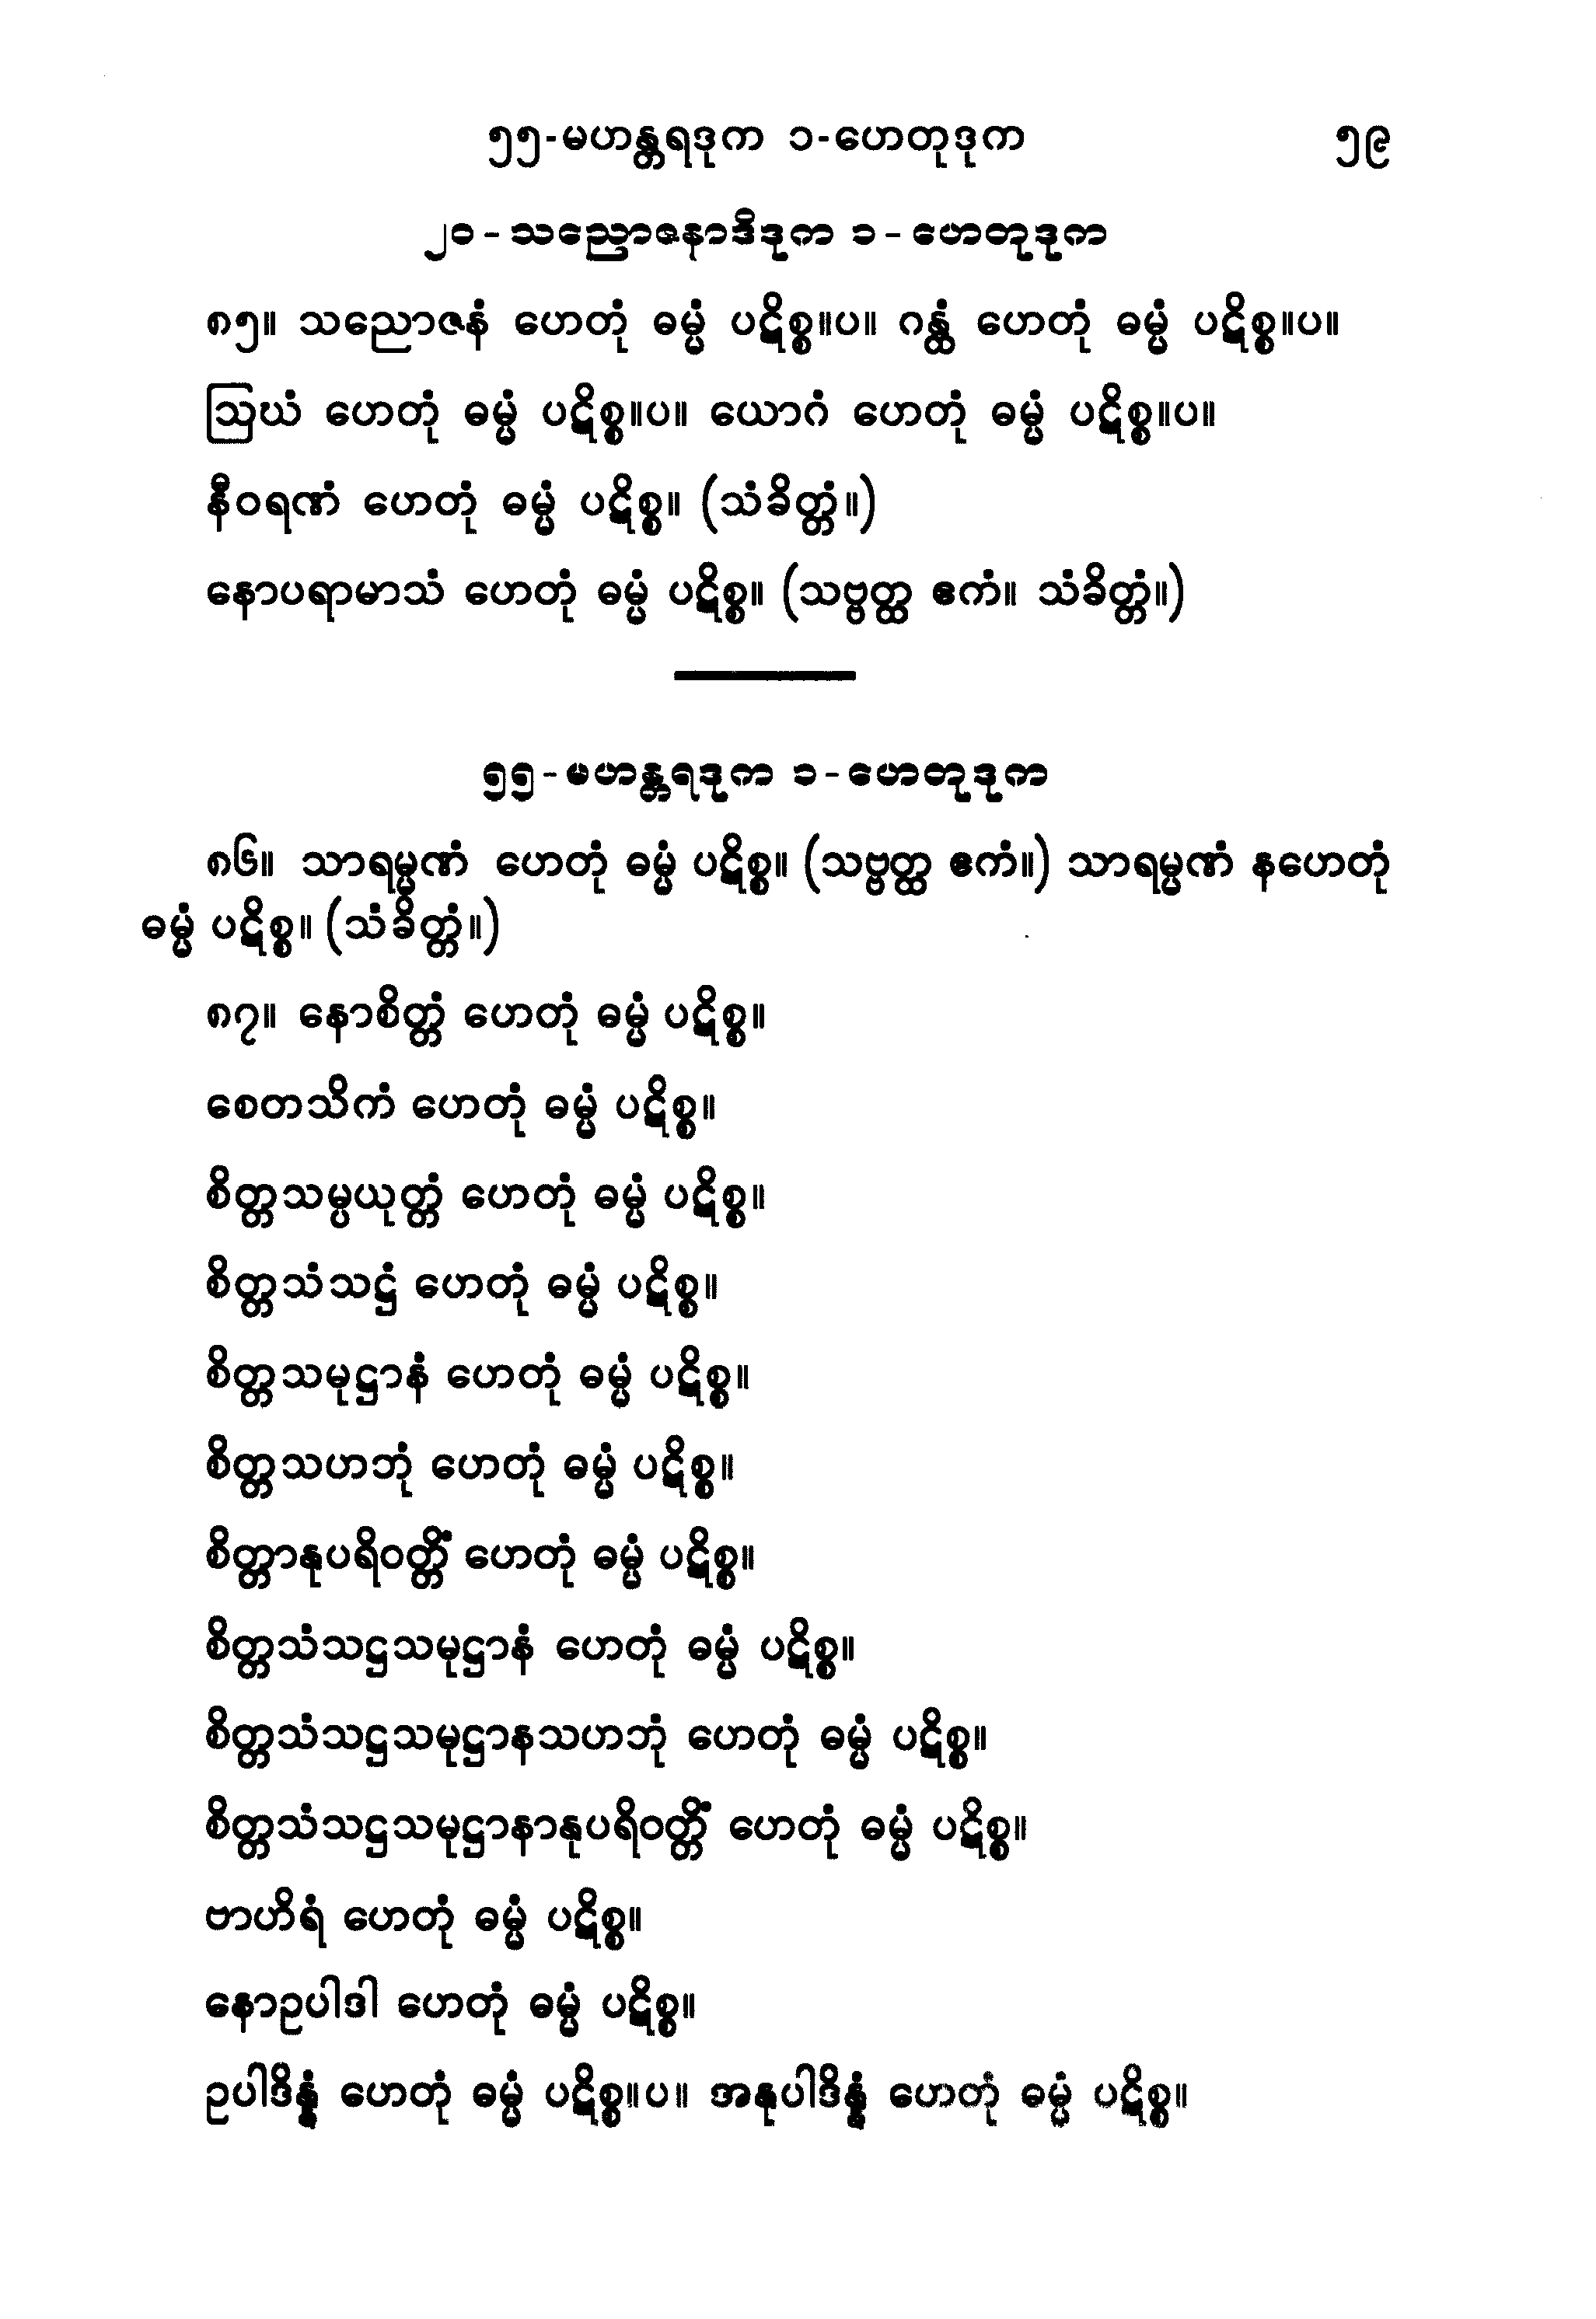 ၅၅-မဟန္တရဒုက ၁-ဟေတုဒုက ၅၉
၂၀-သညောဇနာဒိဒုက ၁-ဟေတုဒုက
၈၅။ သညောဇနံ ဟေတုံ ဓမ္မံ ပဋိစ္စ။ပ။ ဂန္ထံ ဟေတုံ ဓမ္မံ ပဋိစ္စ။ပ။
ဩဃံ ဟေတုံ ဓမ္မံ ပဋိစ္စ။ပ။ ယောဂံ ဟေတုံ ဓမ္မံ ပဋိစ္စ။ပ။
နီဝရဏံ ဟေတုံ ဓမ္မံ ပဋိစ္စ။ (သံခိတ္တံ။)
နောပရာမာသံ ဟေတုံ ဓမ္မံ ပဋိစ္စ။ (သဗ္ဗတ္ထ ဧကံ။ သံခိတ္တံ။)
၅၅-မဟန္တရဒုက ၁-ဟေတုဒုက
၈၆။ သာရမ္မဏံ ဟေတုံ ဓမ္မံ ပဋိစ္စ။ (သဗ္ဗတ္ထ ဧကံ။) သာရမ္မဏံ နဟေတုံ
ဓမ္မံ ပဋိစ္စ။ (သံခိတ္တံ။)
၈၇။ နောစိတ္တံ ဟေတုံ ဓမ္မံ ပဋိစ္စ။
စေတသိကံ ဟေတုံ ဓမ္မံ ပဋိစ္စ။
စိတ္တသမ္ပယုတ္တံ ဟေတုံ ဓမ္မံ ပဋိစ္စ။
စိတ္တသံသဋ္ဌံ ဟေတုံ ဓမ္မံ ပဋိစ္စ။
စိတ္တသမုဋ္ဌာနံ ဟေတုံ ဓမ္မံ ပဋိစ္စ။
စိတ္တသဟဘုံ ဟေတုံ ဓမ္မံ ပဋိစ္စ။
စိတ္တာနုပရိဝတ္တိံ ဟေတုံ ဓမ္မံ ပဋိစ္စ။
စိတ္တသံသဋ္ဌသမုဋ္ဌာနံ ဟေတုံ ဓမ္မံ ပဋိစ္စ။
စိတ္တသံသဋ္ဌသမုဋ္ဌာနသဟဘုံ ဟေတုံ ဓမ္မံ ပဋိစ္စ။
စိတ္တသံသဋ္ဌသမုဋ္ဌာနာနုပရိဝတ္တိံ ဟေတုံ ဓမ္မံ ပဋိစ္စ။
ဗာဟိရံ ဟေတုံ ဓမ္မံ ပဋိစ္စ။
နောဥပါဒါ ဟေတုံ ဓမ္မံ ပဋိစ္စ။
ဥပါဒိန္နံ ဟေတုံ ဓမ္မံ ပဋိစ္စ။ပ။ အနုပါဒိန္နံ ဟေတုံ ဓမ္မံ ပဋိစ္စ။